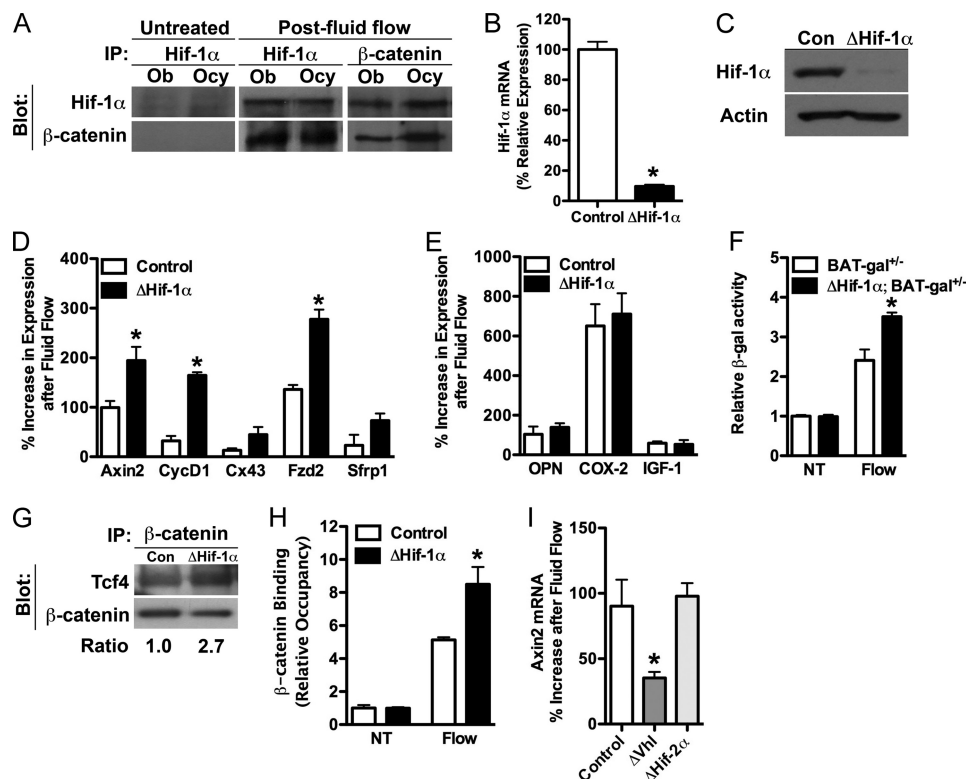 A
Untreated Post-fluid flow
IP: Hif-1α Hif-1α β-catenin
Ob Ocy Ob Ocy Ob Ocy
Blot:
Hif-1α
β-catenin
B
Hif-1α mRNA
(% Relative Expression)
120
100
80
60
40
20
0
*
Control ΔHif-1α
C
Con ΔHif-1α
Hif-1α
Actin
D
% Increase in Expression
after Fluid Flow
400
300
200
100
0
Control
ΔHif-1α
* * *
Axin2 CycD1 Cx43 Fzd2 Sfrp1
E
% Increase in Expression
after Fluid Flow
1000
800
600
400
200
0
Control
ΔHif-1α
OPN COX-2 IGF-1
F
Relative β-gal activity
5
4
3
2
1
0
BAT-gal+/-
ΔHif-1α; BAT-gal+/-
*
NT Flow
G
IP: β-catenin
Con ΔHif-1α
Blot:
Tcf4
β-catenin
Ratio 1.0 2.7
H
β-catenin Binding
(Relative Occupancy)
12
10
8
6
4
2
0
Control
ΔHif-1α
*
NT Flow
I
Axin2 mRNA
% Increase after Fluid Flow
150
100
50
0
*
Control ΔVhl ΔHif-2α